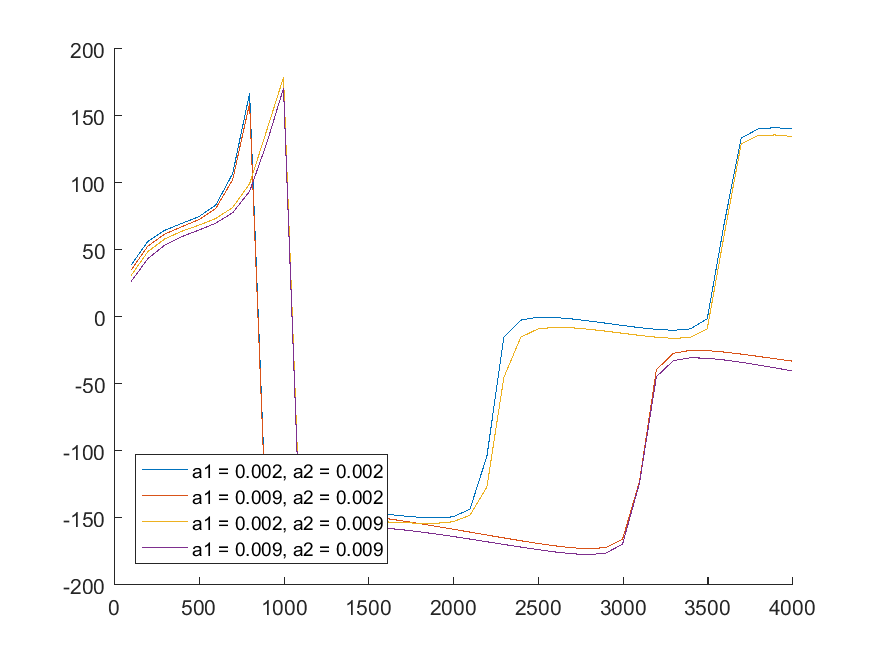 200
150
100
50
0
-50
-100
-150
-200
a1 = 0.002, a2 = 0.002
a1 = 0.009, a2 = 0.002
a1 = 0.002, a2 = 0.009
a1 = 0.009, a2 = 0.009
0 500 1000 1500 2000 2500 3000 3500 4000